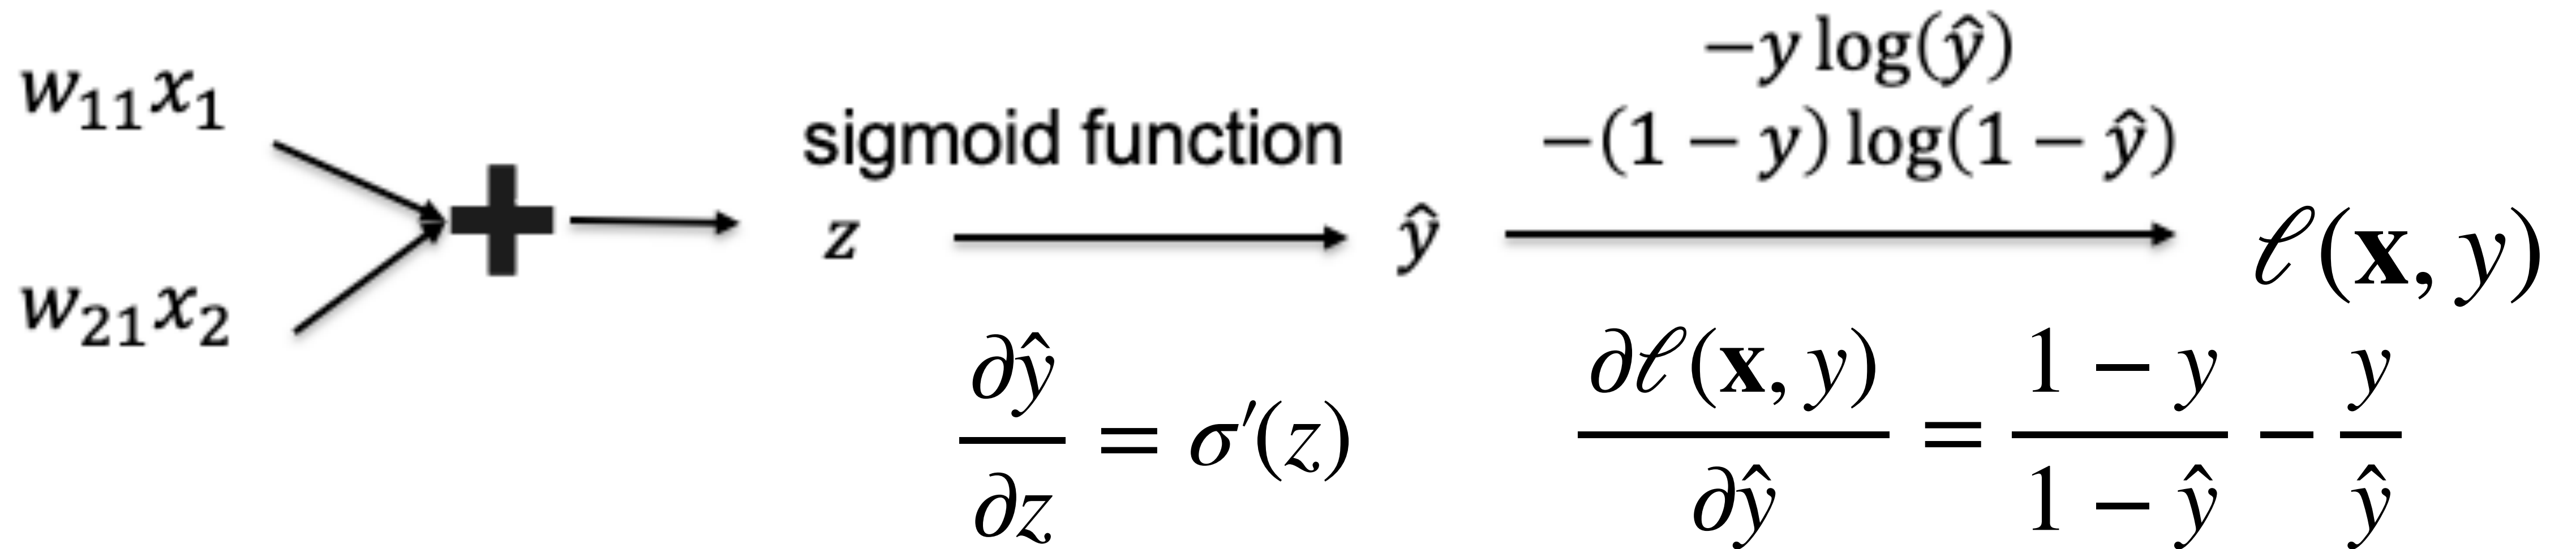 w₁₁x₁
w₂₁x₂
z
sigmoid function
ŷ
−y log(ŷ)
−(1 − y) log(1 − ŷ)
ℓ(𝐱, y)
∂ŷ/∂z = σ′(z)
∂ℓ(𝐱, y)/∂ŷ = (1 − y)/(1 − ŷ) − y/ŷ